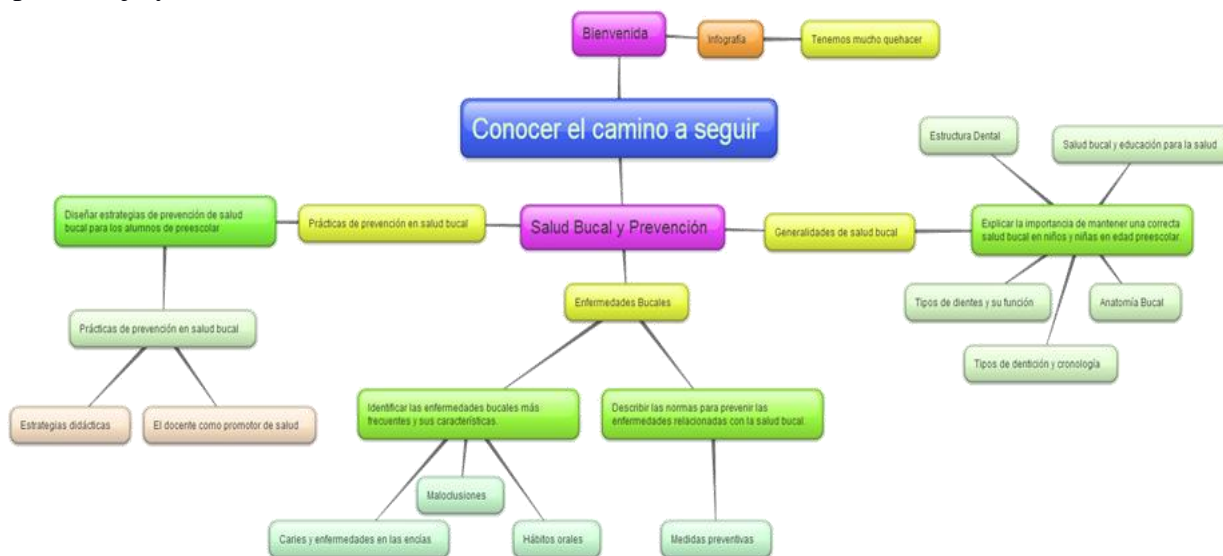 Bienvenida
Infografía
Tenemos mucho quehacer
Conocer el camino a seguir
Estructura Dental
Salud bucal y educación para la salud
Diseñar estrategias de prevención de salud
bucal para los alumnos de preescolar
Prácticas de prevención en salud bucal
Salud Bucal y Prevención
Generalidades de salud bucal
Explicar la importancia de mantener una correcta
salud bucal en niños y niñas en edad preescolar.
Enfermedades Bucales
Tipos de dientes y su función
Anatomía Bucal
Prácticas de prevención en salud bucal
Tipos de dentición y cronología
Estrategias didácticas
El docente como promotor de salud
Identificar las enfermedades bucales más
frecuentes y sus características.
Describir las normas para prevenir las
enfermedades relacionadas con la salud bucal.
Maloclusiones
Caries y enfermedades en las encías
Hábitos orales
Medidas preventivas